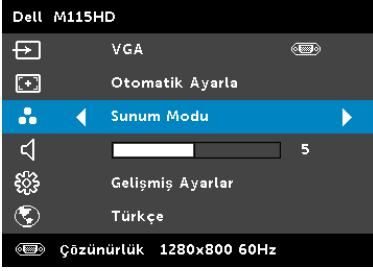 Dell M115HD
VGA
Otomatik Ayarla
Sunum Modu
5
Gelişmiş Ayarlar
Türkçe
Çözünürlük 1280x800 60Hz